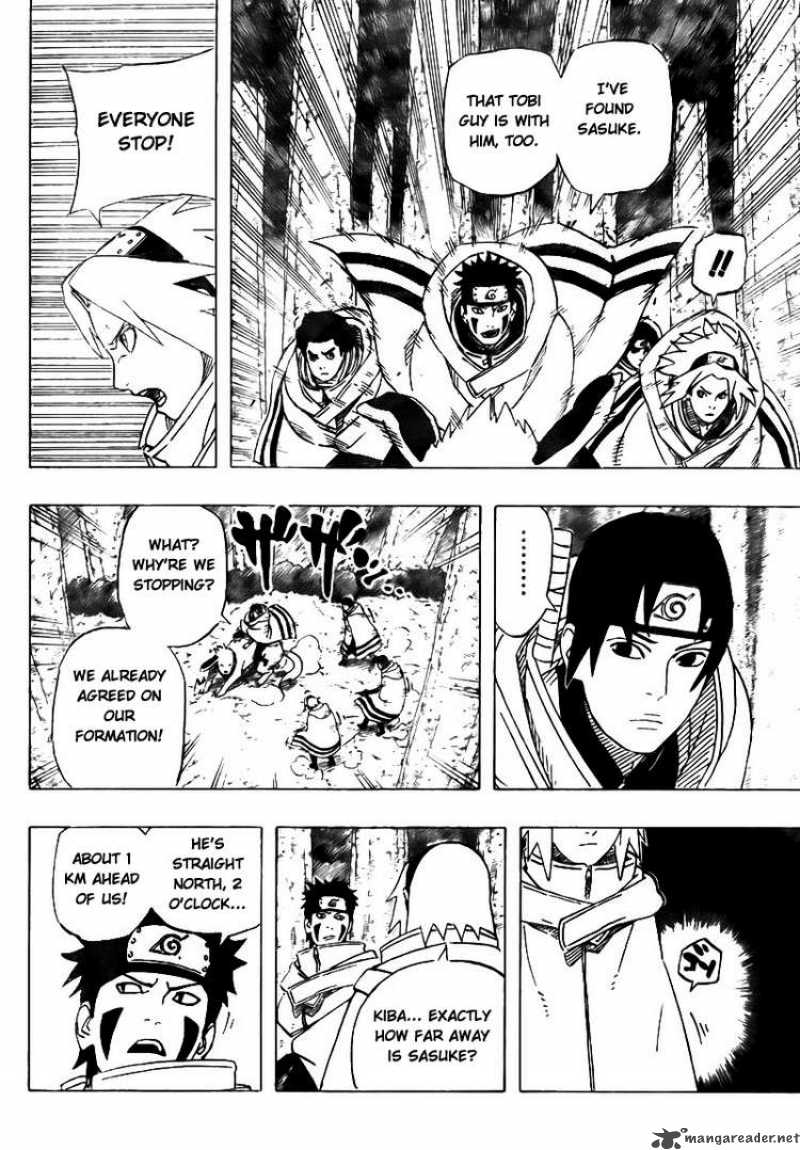 I'VE
FOUND
SASUKE.
THAT TOBI
GUY IS WITH
HIM, TOO.
!!
EVERYONE
STOP!
.........
ザザ
WHAT?
WHY'RE WE
STOPPING?
WE ALREADY
AGREED ON
OUR
FORMATION!
KIBA... EXACTLY
HOW FAR AWAY
IS SASUKE?
HE'S
STRAIGHT
NORTH, 2
O'CLOCK...
ABOUT 1
KM AHEAD
OF US!
mangareader.net